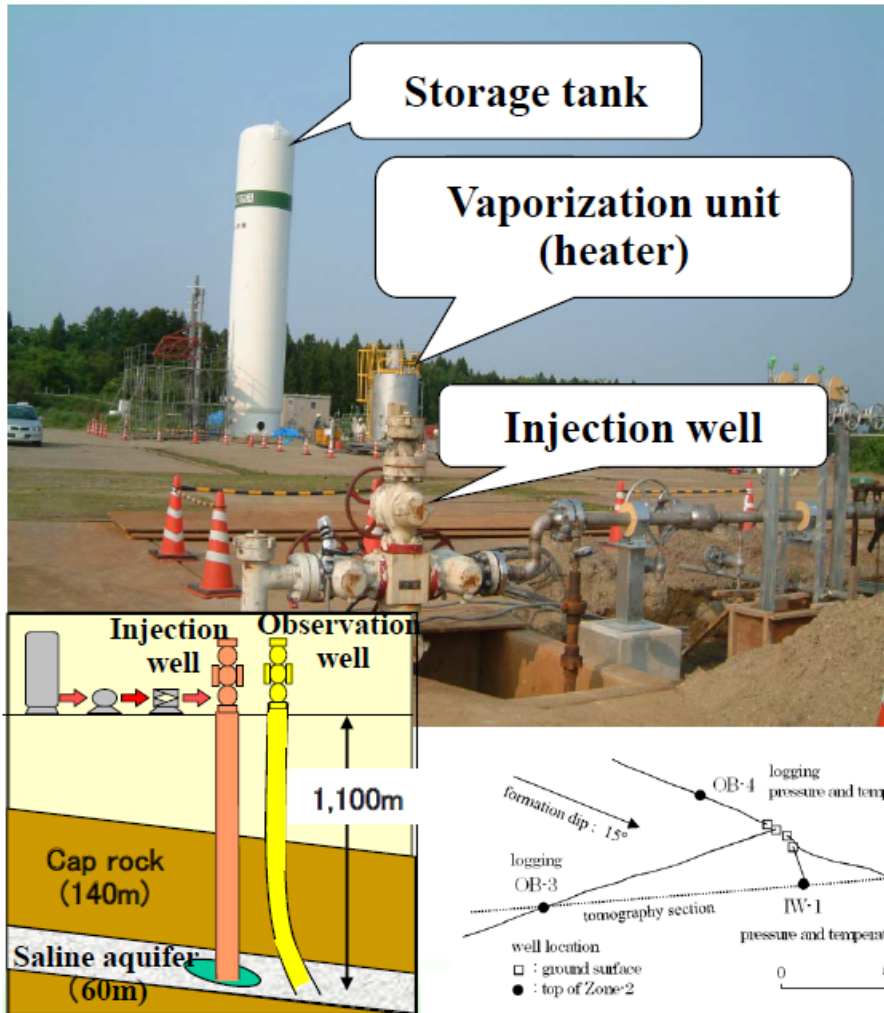 Storage tank
Vaporization unit
(heater)
Injection well
Injection
well
Observation
well
1,100m
Cap rock
(140m)
Saline aquifer
(60m)
formation dip : 15°
OB-4
logging
pressure and temp
logging
OB-3
tomography section
IW-1
pressure and tempera
well location
□ : ground surface
● : top of Zone-2
0